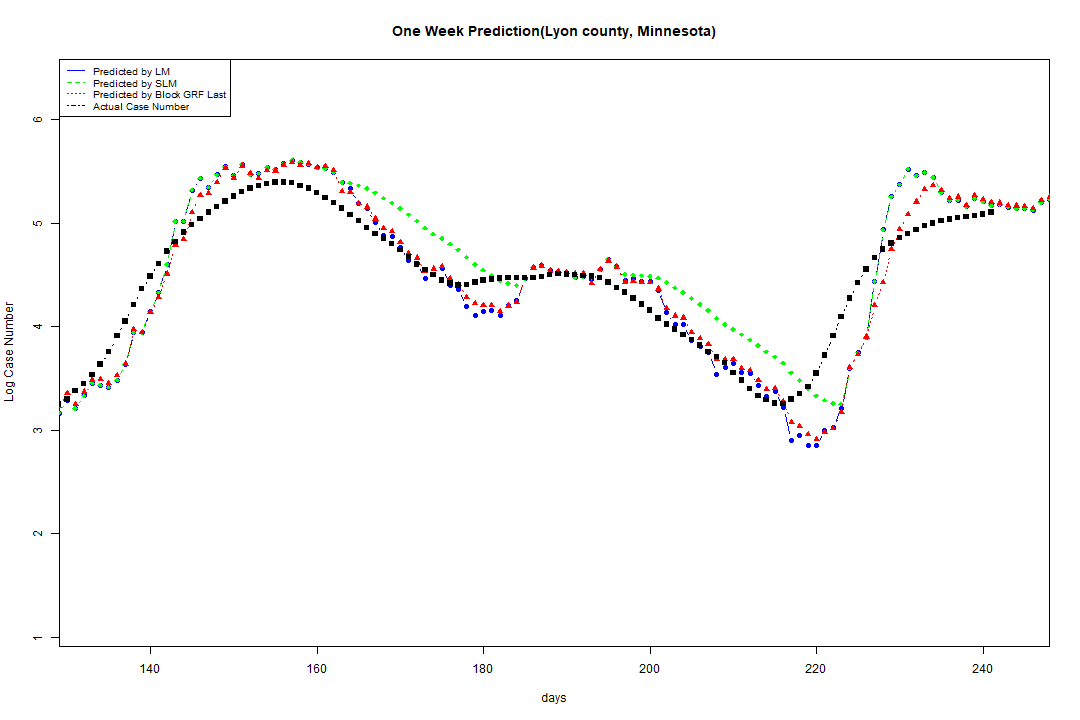 One Week Prediction(Lyon county, Minnesota)
Predicted by LM
Predicted by SLM
Predicted by Block GRF Last
Actual Case Number
6
5
4
3
2
1
Log Case Number
140 160 180 200 220 240
days